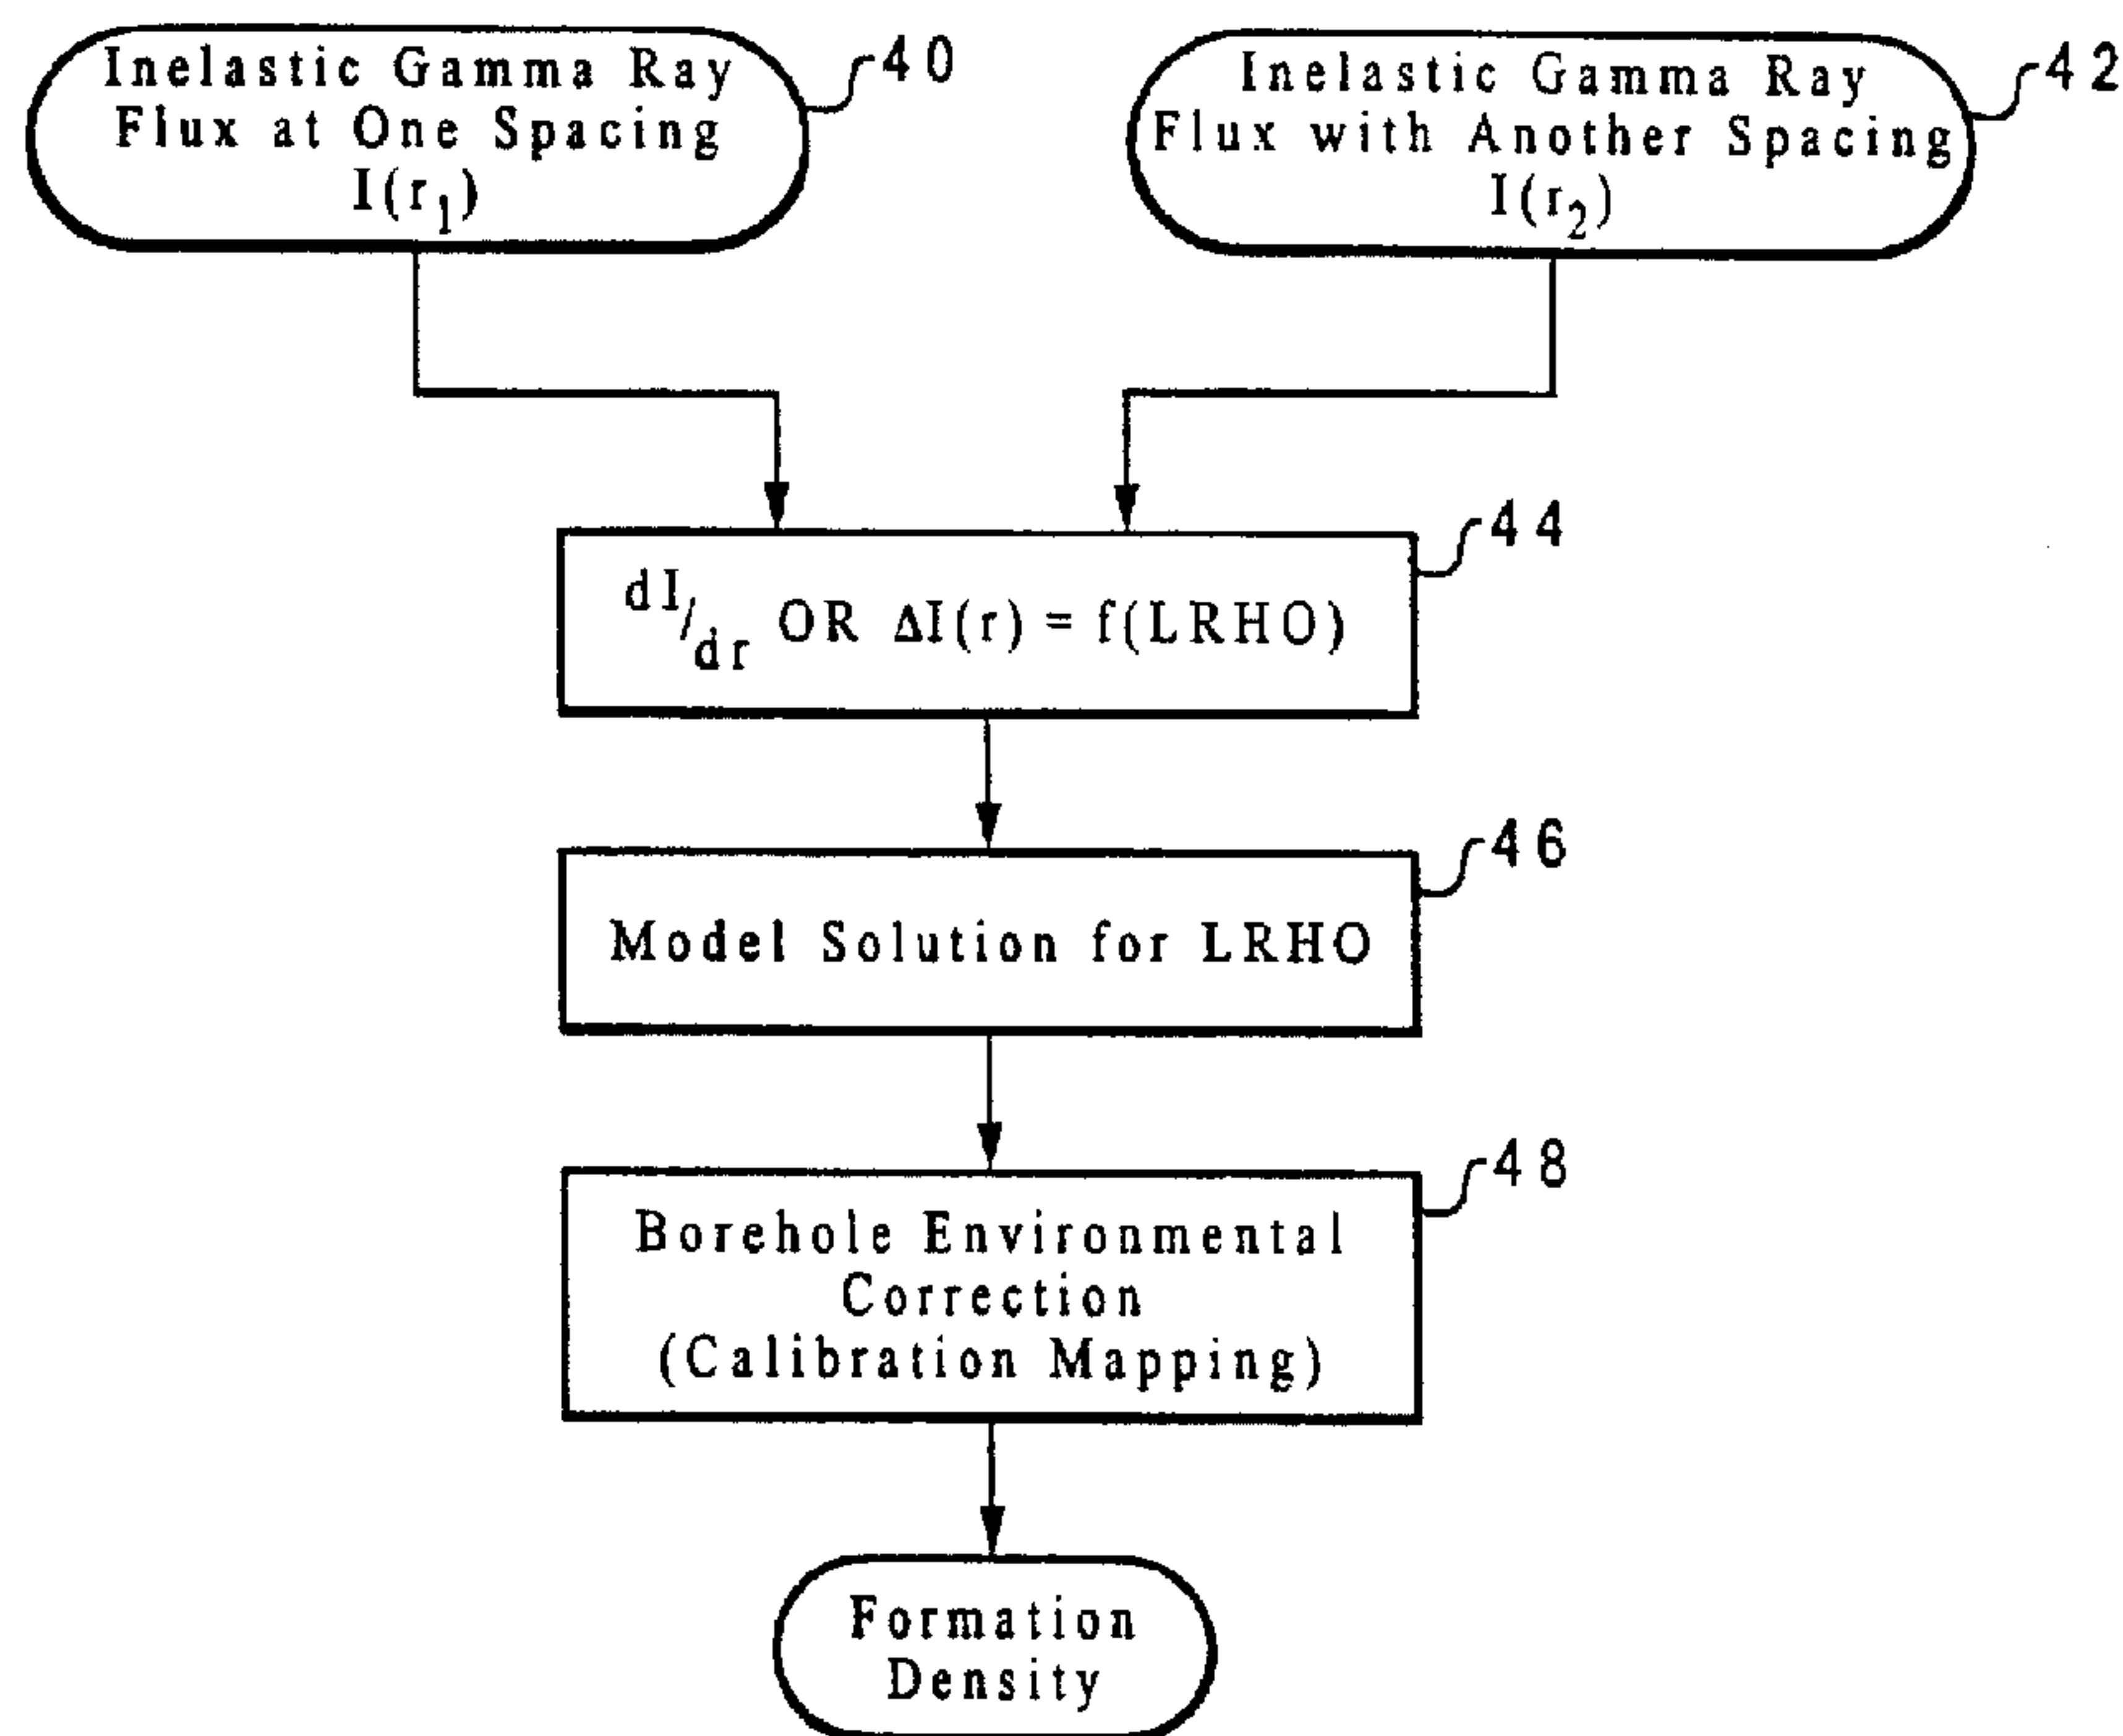 Inelastic Gamma Ray
Flux at One Spacing
I(r₁)
40
Inelastic Gamma Ray
Flux with Another Spacing
I(r₂)
42
dI/dr OR ΔI(r) = f(LRHO)
44
Model Solution for LRHO
46
Borehole Environmental
Correction
(Calibration Mapping)
48
Formation
Density